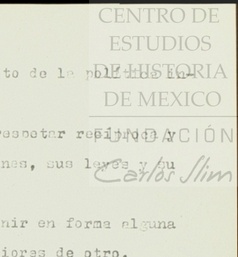 CENTRO DE
ESTUDIOS
DE HISTORIA
DE MEXICO
FUNDACIÓN
Carlos Slim
to de la política in-
respetar recíproca y
nes, sus leyes y su
nir en forma alguna
riores de otro.